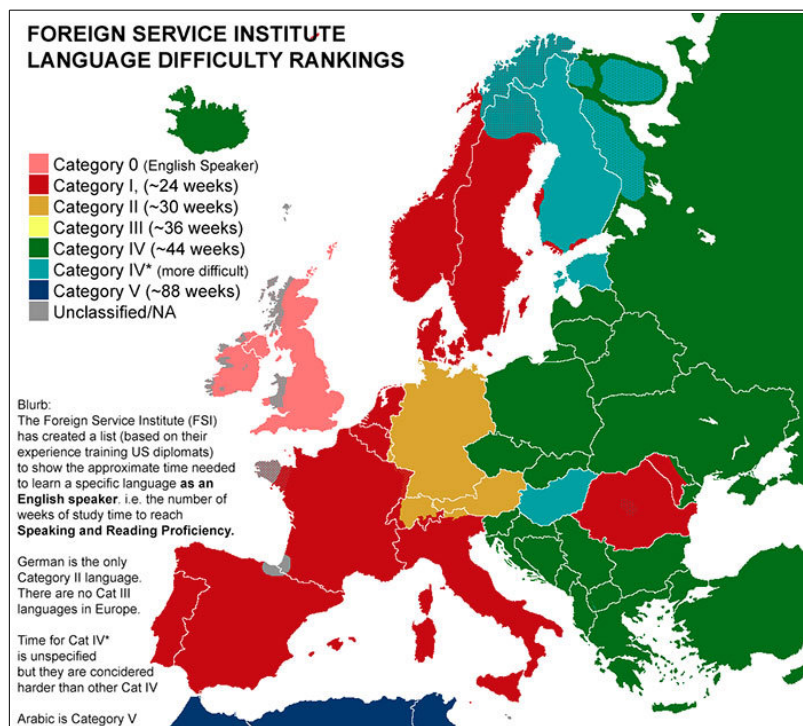 FOREIGN SERVICE INSTITUTE
LANGUAGE DIFFICULTY RANKINGS
Category 0 (English Speaker)
Category I, (~24 weeks)
Category II (~30 weeks)
Category III (~36 weeks)
Category IV (~44 weeks)
Category IV* (more difficult)
Category V (~88 weeks)
Unclassified/NA
Blurb:
The Foreign Service Institute (FSI)
has created a list (based on their
experience training US diplomats)
to show the approximate time needed
to learn a specific language as an
English speaker. i.e. the number of
weeks of study time to reach
Speaking and Reading Proficiency.
German is the only
Category II language.
There are no Cat III
languages in Europe.
Time for Cat IV*
is unspecified
but they are concidered
harder than other Cat IV
Arabic is Category V